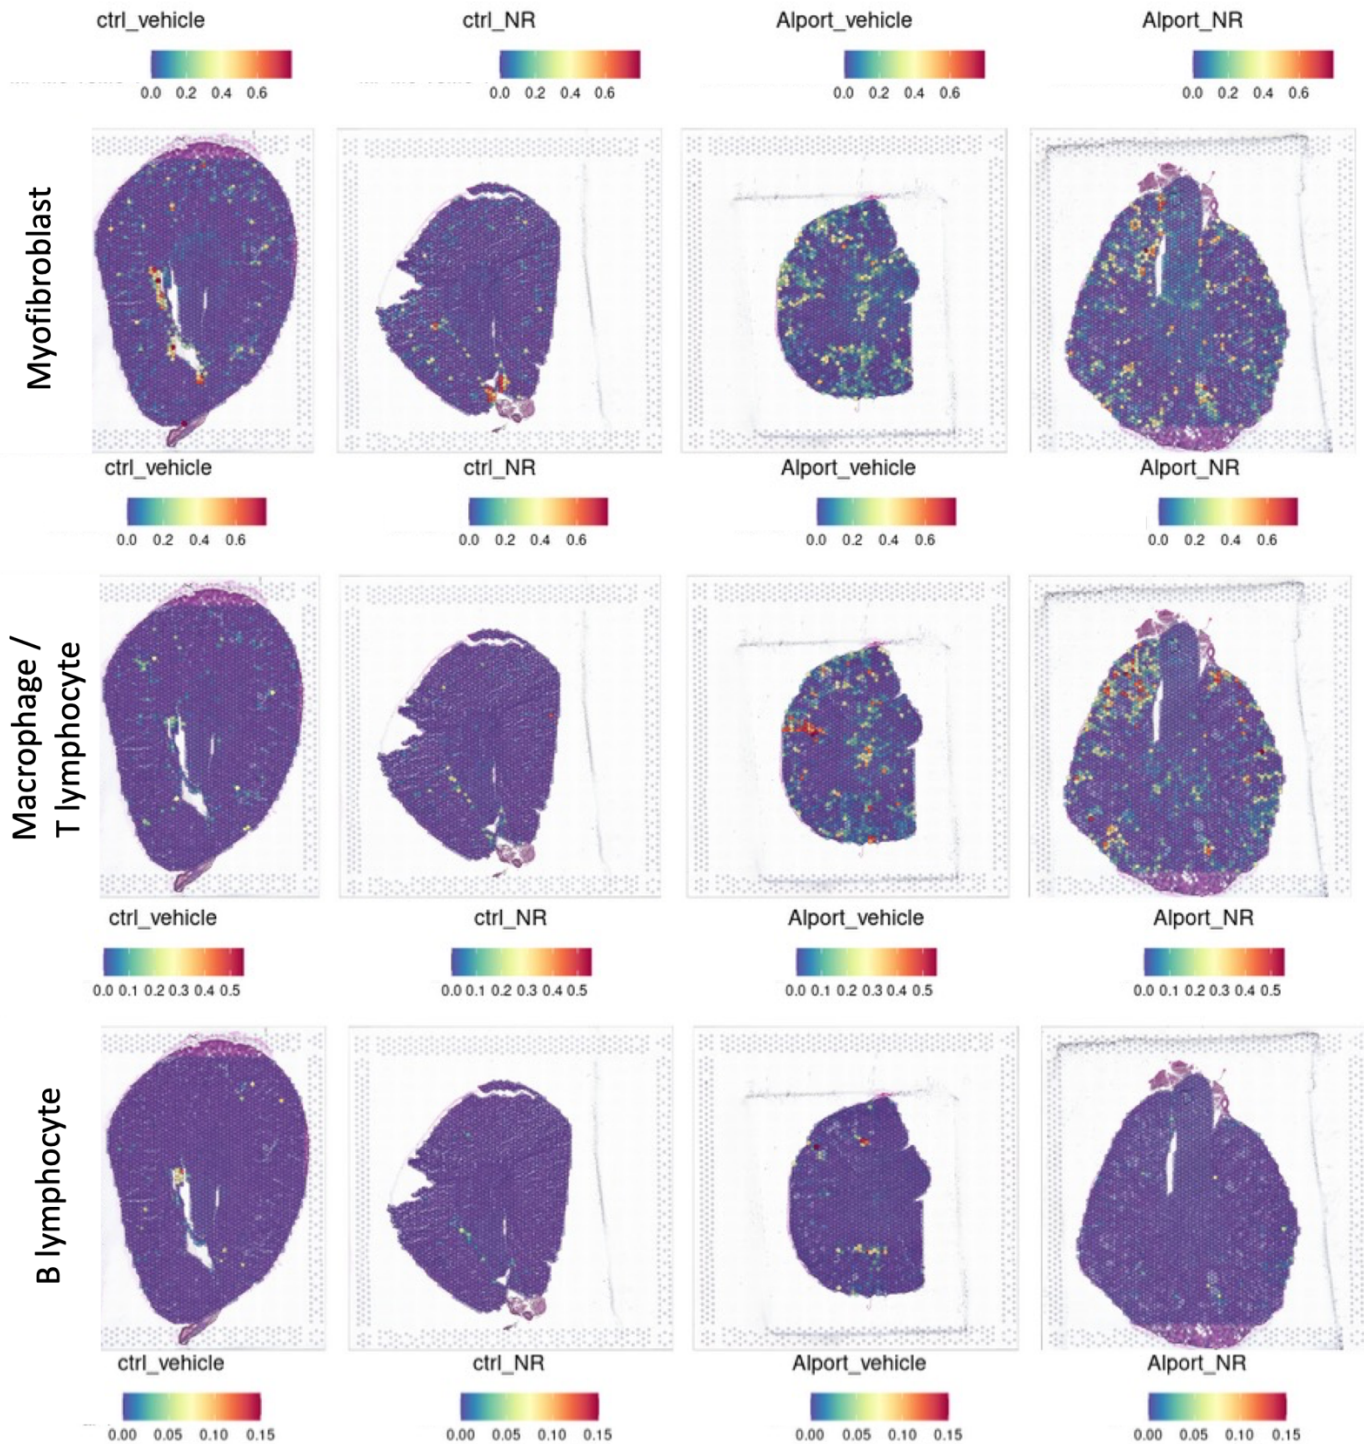 ctrl_vehicle ctrl_NR Alport_vehicle Alport_NR
0.0 0.2 0.4 0.6 0.0 0.2 0.4 0.6 0.0 0.2 0.4 0.6 0.0 0.2 0.4 0.6
Myofibroblast
ctrl_vehicle ctrl_NR Alport_vehicle Alport_NR
0.0 0.2 0.4 0.6 0.0 0.2 0.4 0.6 0.0 0.2 0.4 0.6 0.0 0.2 0.4 0.6
Macrophage /
T lymphocyte
ctrl_vehicle ctrl_NR Alport_vehicle Alport_NR
0.0 0.1 0.2 0.3 0.4 0.5 0.0 0.1 0.2 0.3 0.4 0.5 0.0 0.1 0.2 0.3 0.4 0.5 0.0 0.1 0.2 0.3 0.4 0.5
B lymphocyte
ctrl_vehicle ctrl_NR Alport_vehicle Alport_NR
0.00 0.05 0.10 0.15 0.00 0.05 0.10 0.15 0.00 0.05 0.10 0.15 0.00 0.05 0.10 0.15